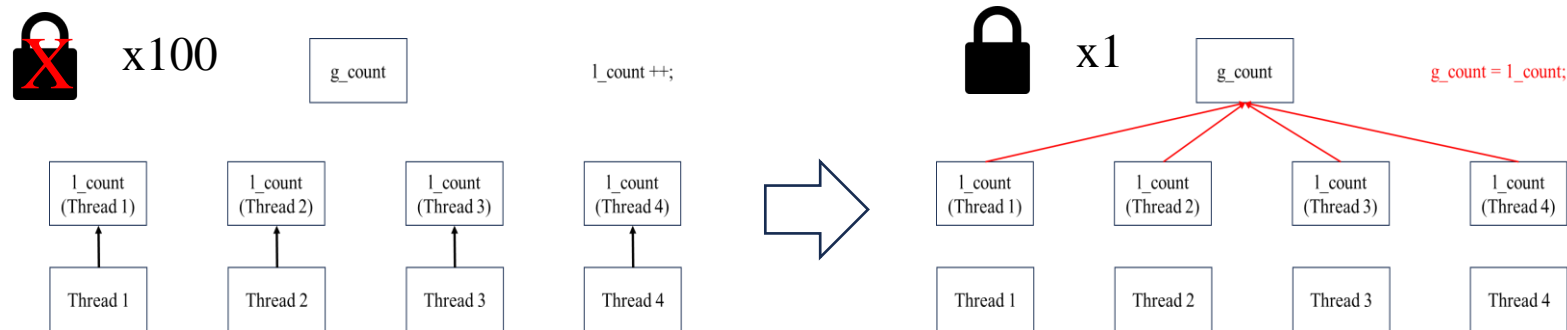 X
x100
g_count
l_count ++;
x1
g_count
g_count = l_count;
l_count
(Thread 1)
l_count
(Thread 2)
l_count
(Thread 3)
l_count
(Thread 4)
l_count
(Thread 1)
l_count
(Thread 2)
l_count
(Thread 3)
l_count
(Thread 4)
Thread 1
Thread 2
Thread 3
Thread 4
Thread 1
Thread 2
Thread 3
Thread 4